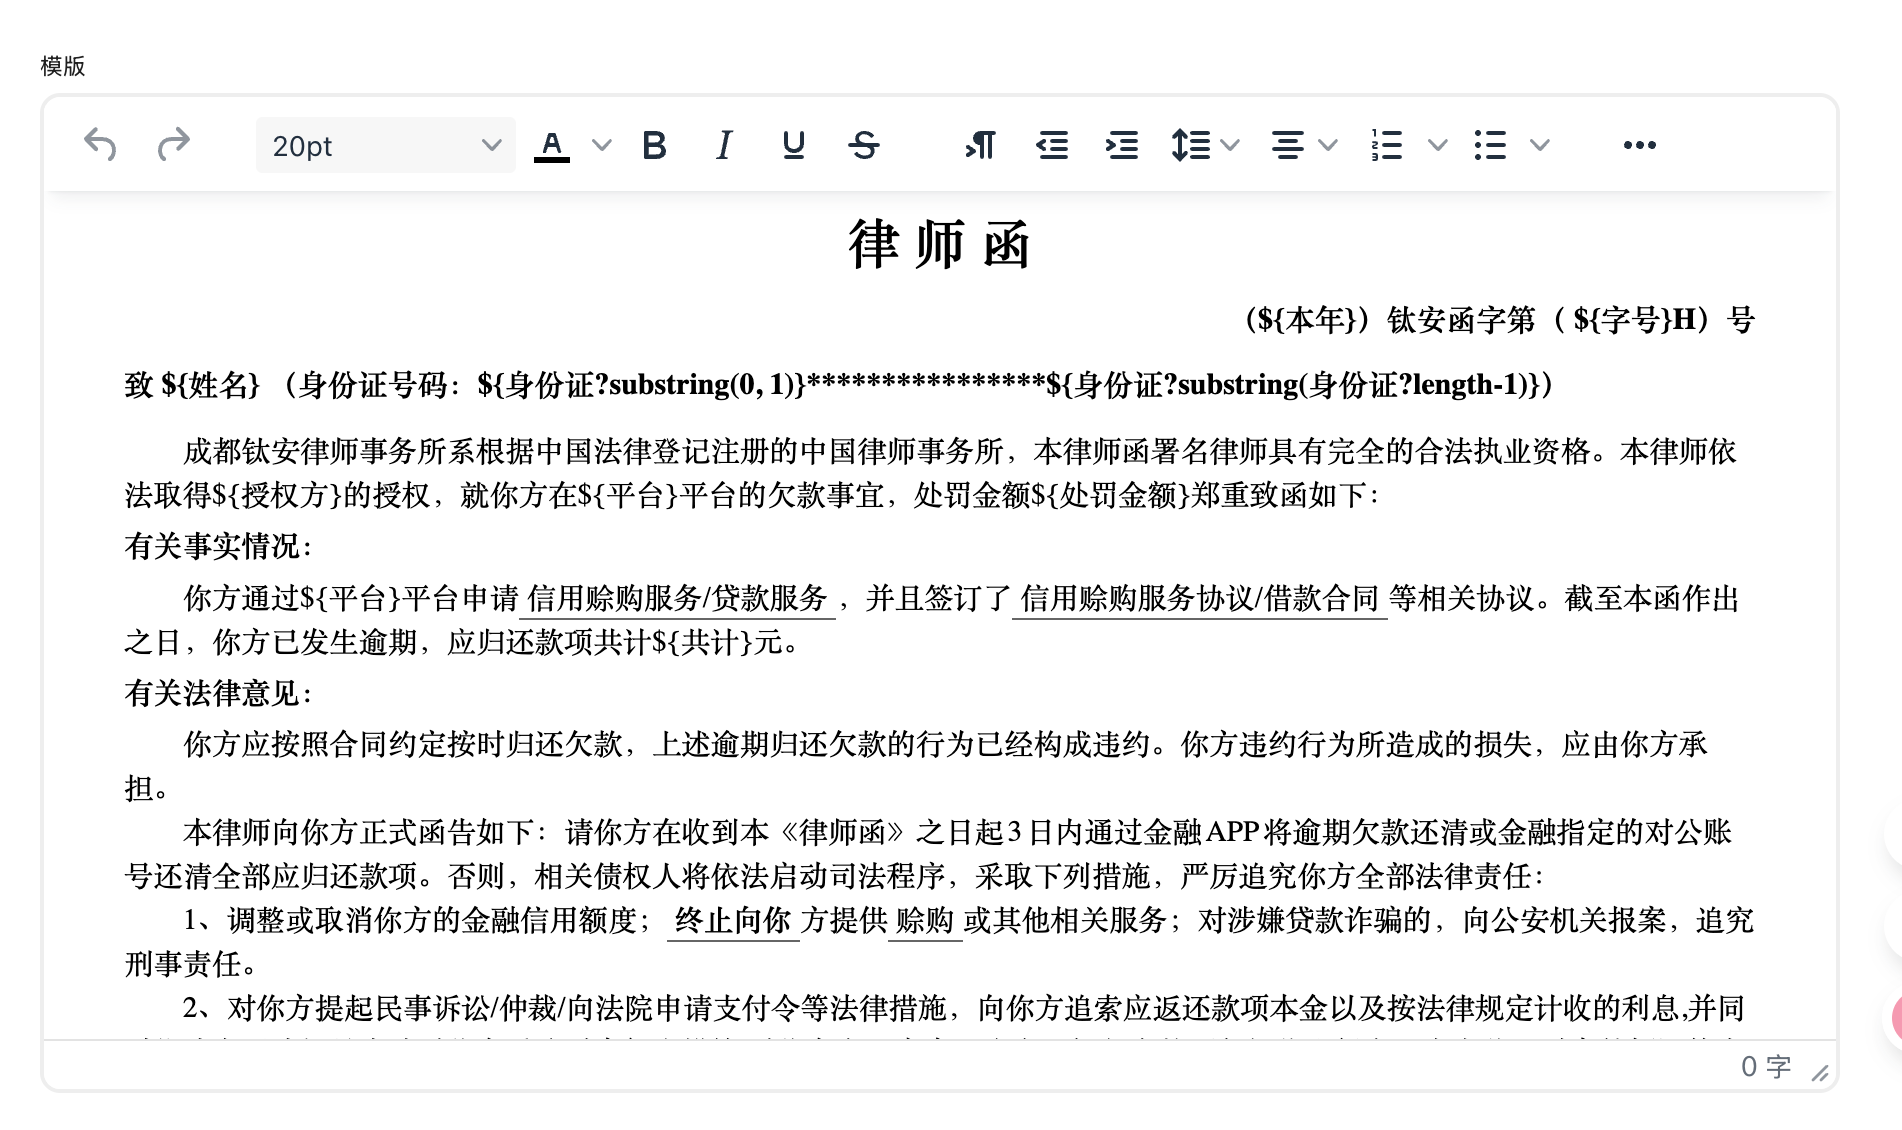 模版
20pt
律 师 函
（${本年}）钛安函字第（ ${字号}H）号
致 ${姓名} （身份证号码：${身份证?substring(0, 1)}****************${身份证?substring(身份证?length-1)}）
成都钛安律师事务所系根据中国法律登记注册的中国律师事务所，本律师函署名律师具有完全的合法执业资格。本律师依
法取得${授权方}的授权，就你方在${平台}平台的欠款事宜，处罚金额${处罚金额}郑重致函如下：
有关事实情况：
你方通过${平台}平台申请 信用赊购服务/贷款服务 ，并且签订了 信用赊购服务协议/借款合同 等相关协议。截至本函作出
之日，你方已发生逾期，应归还款项共计${共计}元。
有关法律意见：
你方应按照合同约定按时归还欠款，上述逾期归还欠款的行为已经构成违约。你方违约行为所造成的损失，应由你方承
担。
本律师向你方正式函告如下：请你方在收到本《律师函》之日起3日内通过金融APP将逾期欠款还清或金融指定的对公账
号还清全部应归还款项。否则，相关债权人将依法启动司法程序，采取下列措施，严厉追究你方全部法律责任：
1、调整或取消你方的金融信用额度； 终止向你 方提供 赊购 或其他相关服务；对涉嫌贷款诈骗的，向公安机关报案，追究
刑事责任。
2、对你方提起民事诉讼/仲裁/向法院申请支付令等法律措施，向你方追索应返还款项本金以及按法律规定计收的利息,并同
0 字